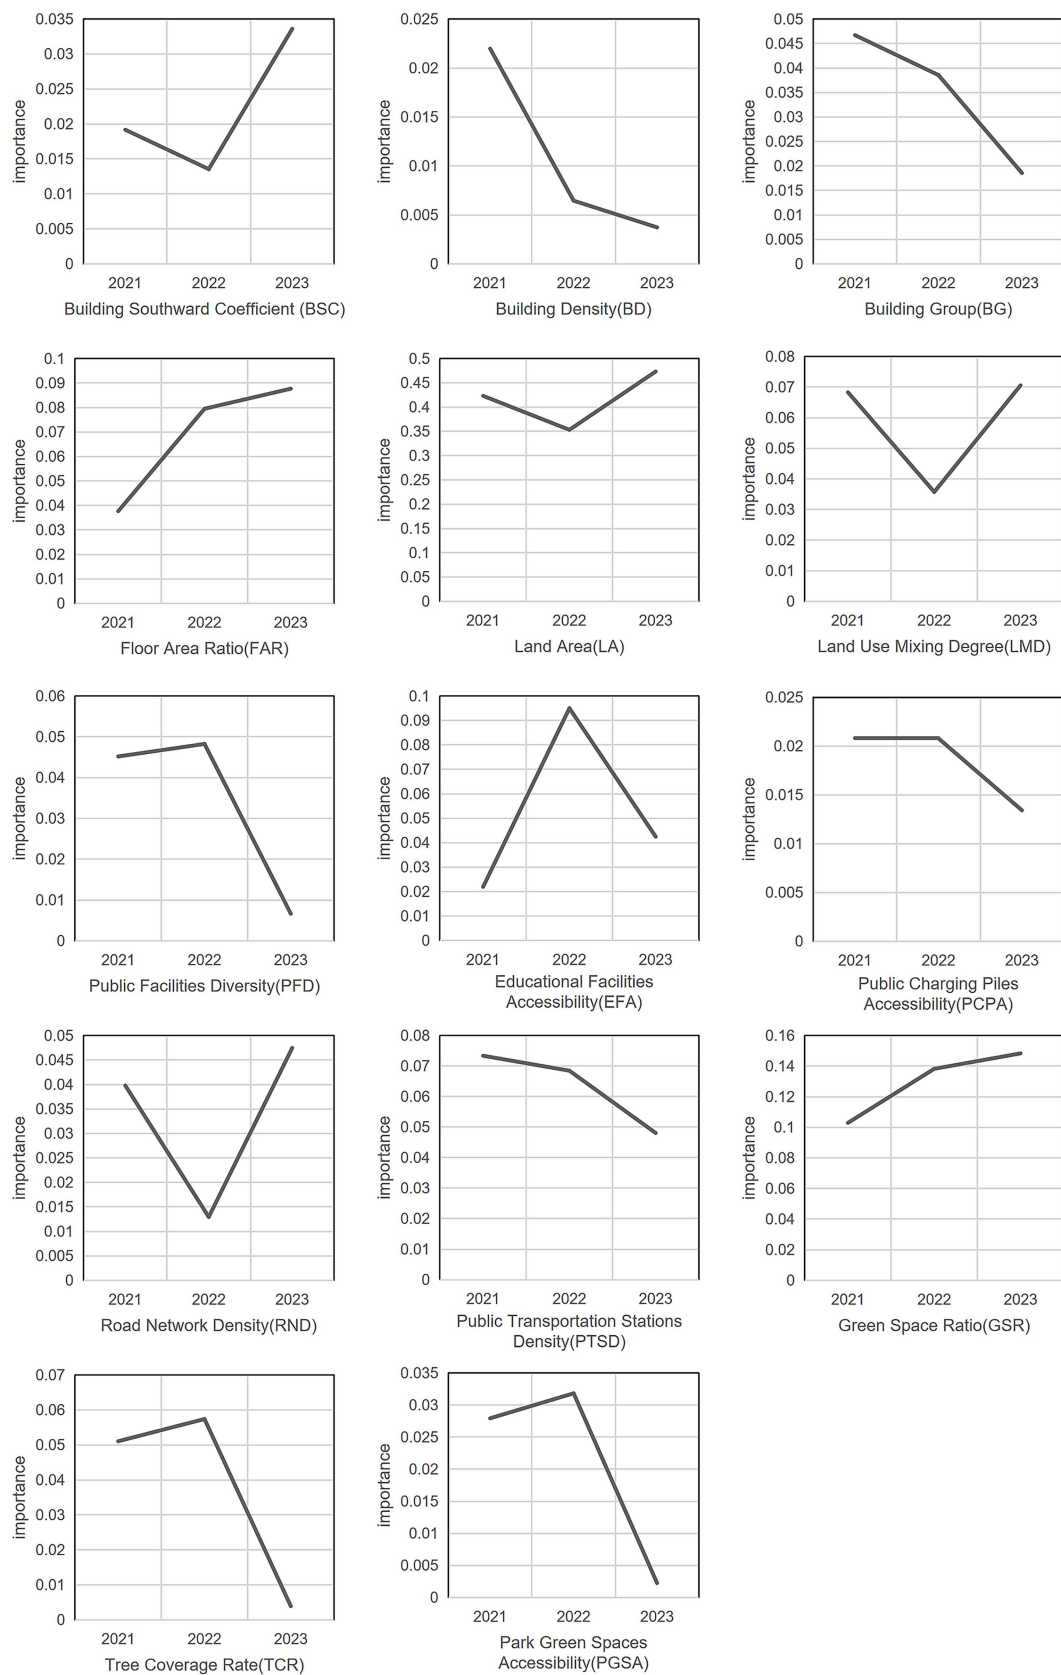 importance
0.035
0.03
0.025
0.02
0.015
0.01
0.005
0
2021 2022 2023
Building Southward Coefficient (BSC)
importance
0.025
0.02
0.015
0.01
0.005
0
2021 2022 2023
Building Density(BD)
importance
0.05
0.045
0.04
0.035
0.03
0.025
0.02
0.015
0.01
0.005
0
2021 2022 2023
Building Group(BG)
importance
0.1
0.09
0.08
0.07
0.06
0.05
0.04
0.03
0.02
0.01
0
2021 2022 2023
Floor Area Ratio(FAR)
importance
0.5
0.45
0.4
0.35
0.3
0.25
0.2
0.15
0.1
0.05
0
2021 2022 2023
Land Area(LA)
importance
0.08
0.07
0.06
0.05
0.04
0.03
0.02
0.01
0
2021 2022 2023
Land Use Mixing Degree(LMD)
importance
0.06
0.05
0.04
0.03
0.02
0.01
0
2021 2022 2023
Public Facilities Diversity(PFD)
importance
0.1
0.09
0.08
0.07
0.06
0.05
0.04
0.03
0.02
0.01
0
2021 2022 2023
Educational Facilities
Accessibility(EFA)
importance
0.025
0.02
0.015
0.01
0.005
0
2021 2022 2023
Public Charging Piles
Accessibility(PCPA)
importance
0.05
0.045
0.04
0.035
0.03
0.025
0.02
0.015
0.01
0.005
0
2021 2022 2023
Road Network Density(RND)
importance
0.08
0.07
0.06
0.05
0.04
0.03
0.02
0.01
0
2021 2022 2023
Public Transportation Stations
Density(PTSD)
importance
0.16
0.14
0.12
0.1
0.08
0.06
0.04
0.02
0
2021 2022 2023
Green Space Ratio(GSR)
importance
0.07
0.06
0.05
0.04
0.03
0.02
0.01
0
2021 2022 2023
Tree Coverage Rate(TCR)
importance
0.035
0.03
0.025
0.02
0.015
0.01
0.005
0
2021 2022 2023
Park Green Spaces
Accessibility(PGSA)